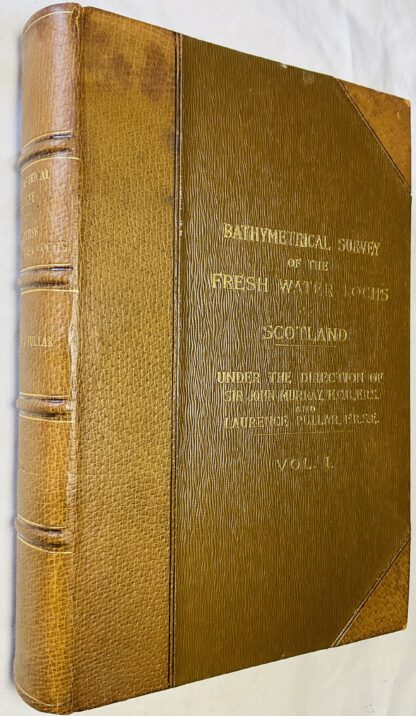 BATHYMETRICAL SURVEY
OF THE
FRESH WATER LOCHS
SCOTLAND
UNDER THE DIRECTION OF
SIR JOHN MURRAY, K.C.B., F.R.S.
AND
LAURENCE PULLAR, F.R.S.E.
VOL. I.
PULLAR